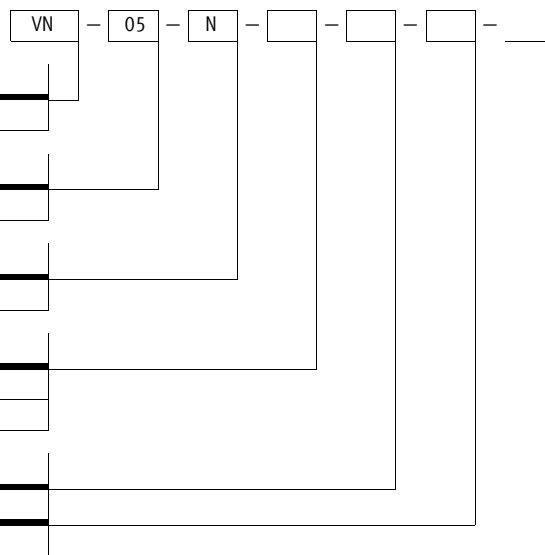 VN – 05 – N – – – –